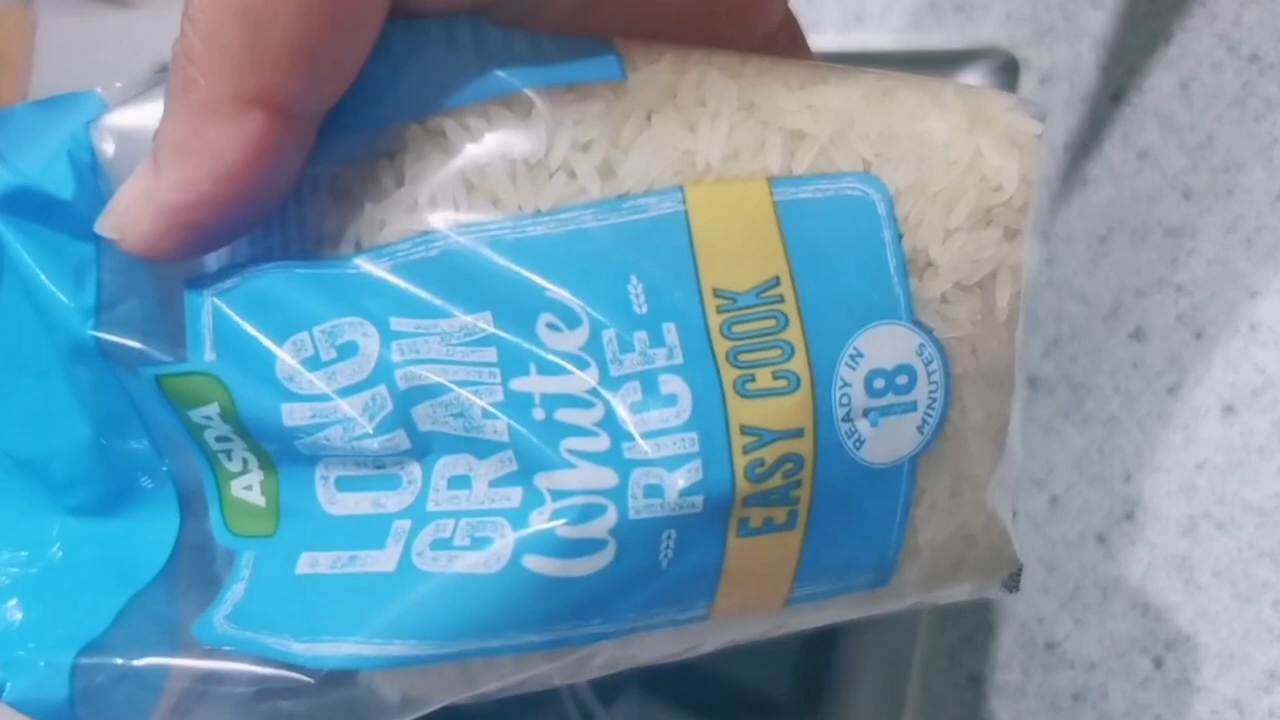 ASDA
LONG
GRAIN
White
RICE
EASY COOK
READY IN
18
MINUTES